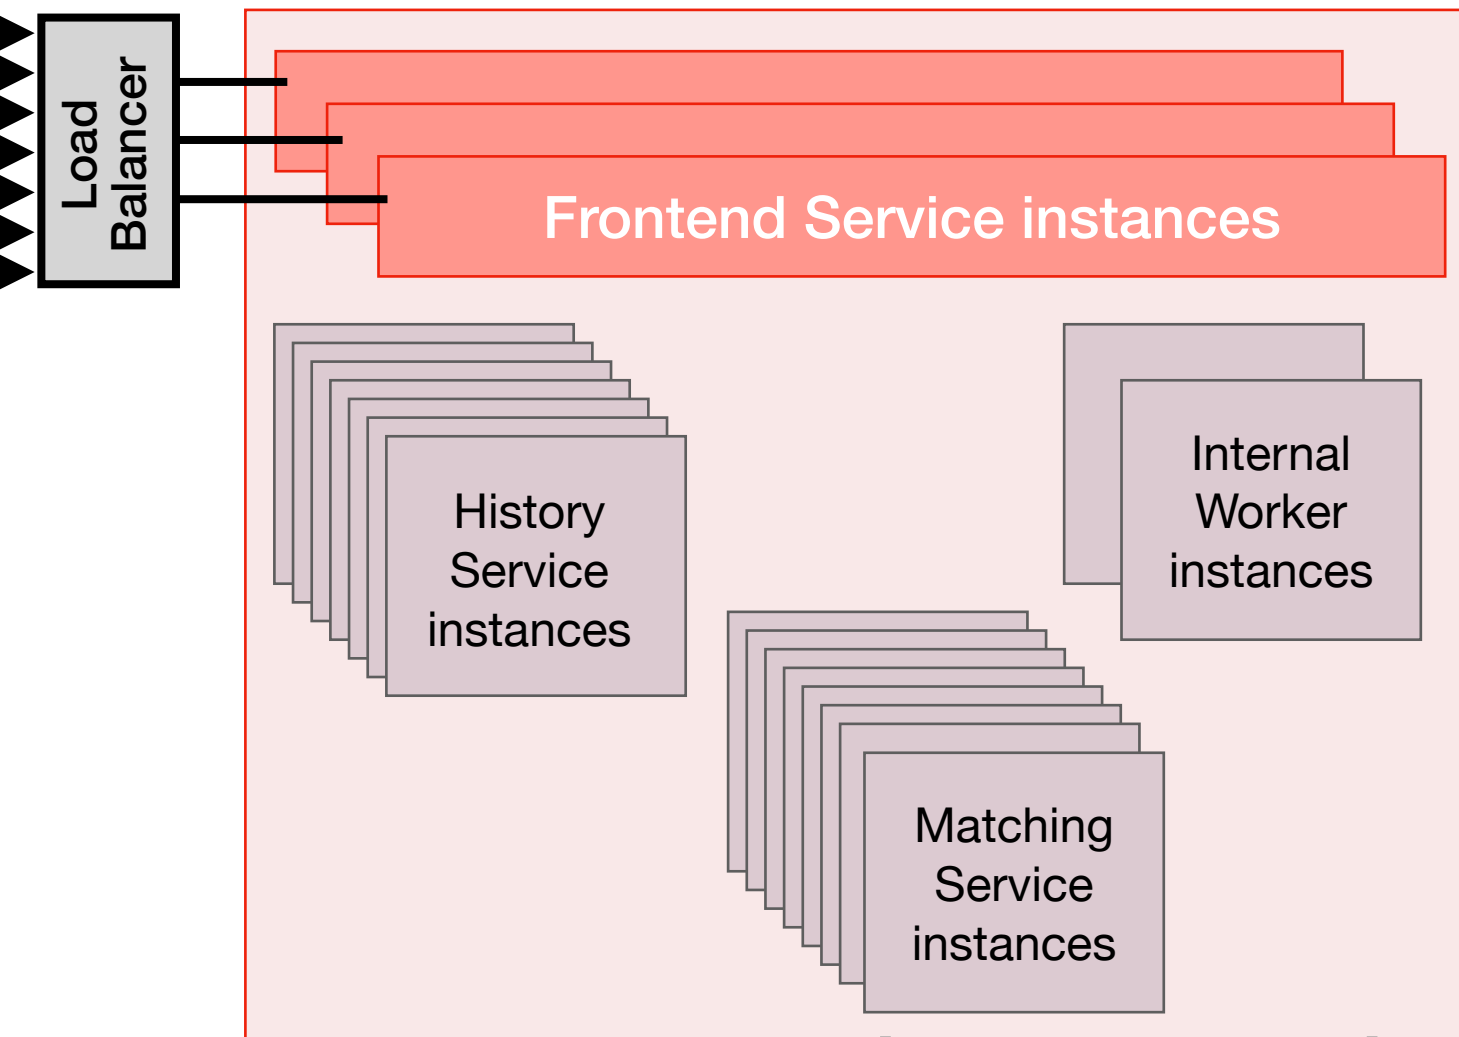 Load
Balancer
Frontend Service instances
History
Service
instances
Internal
Worker
instances
Matching
Service
instances